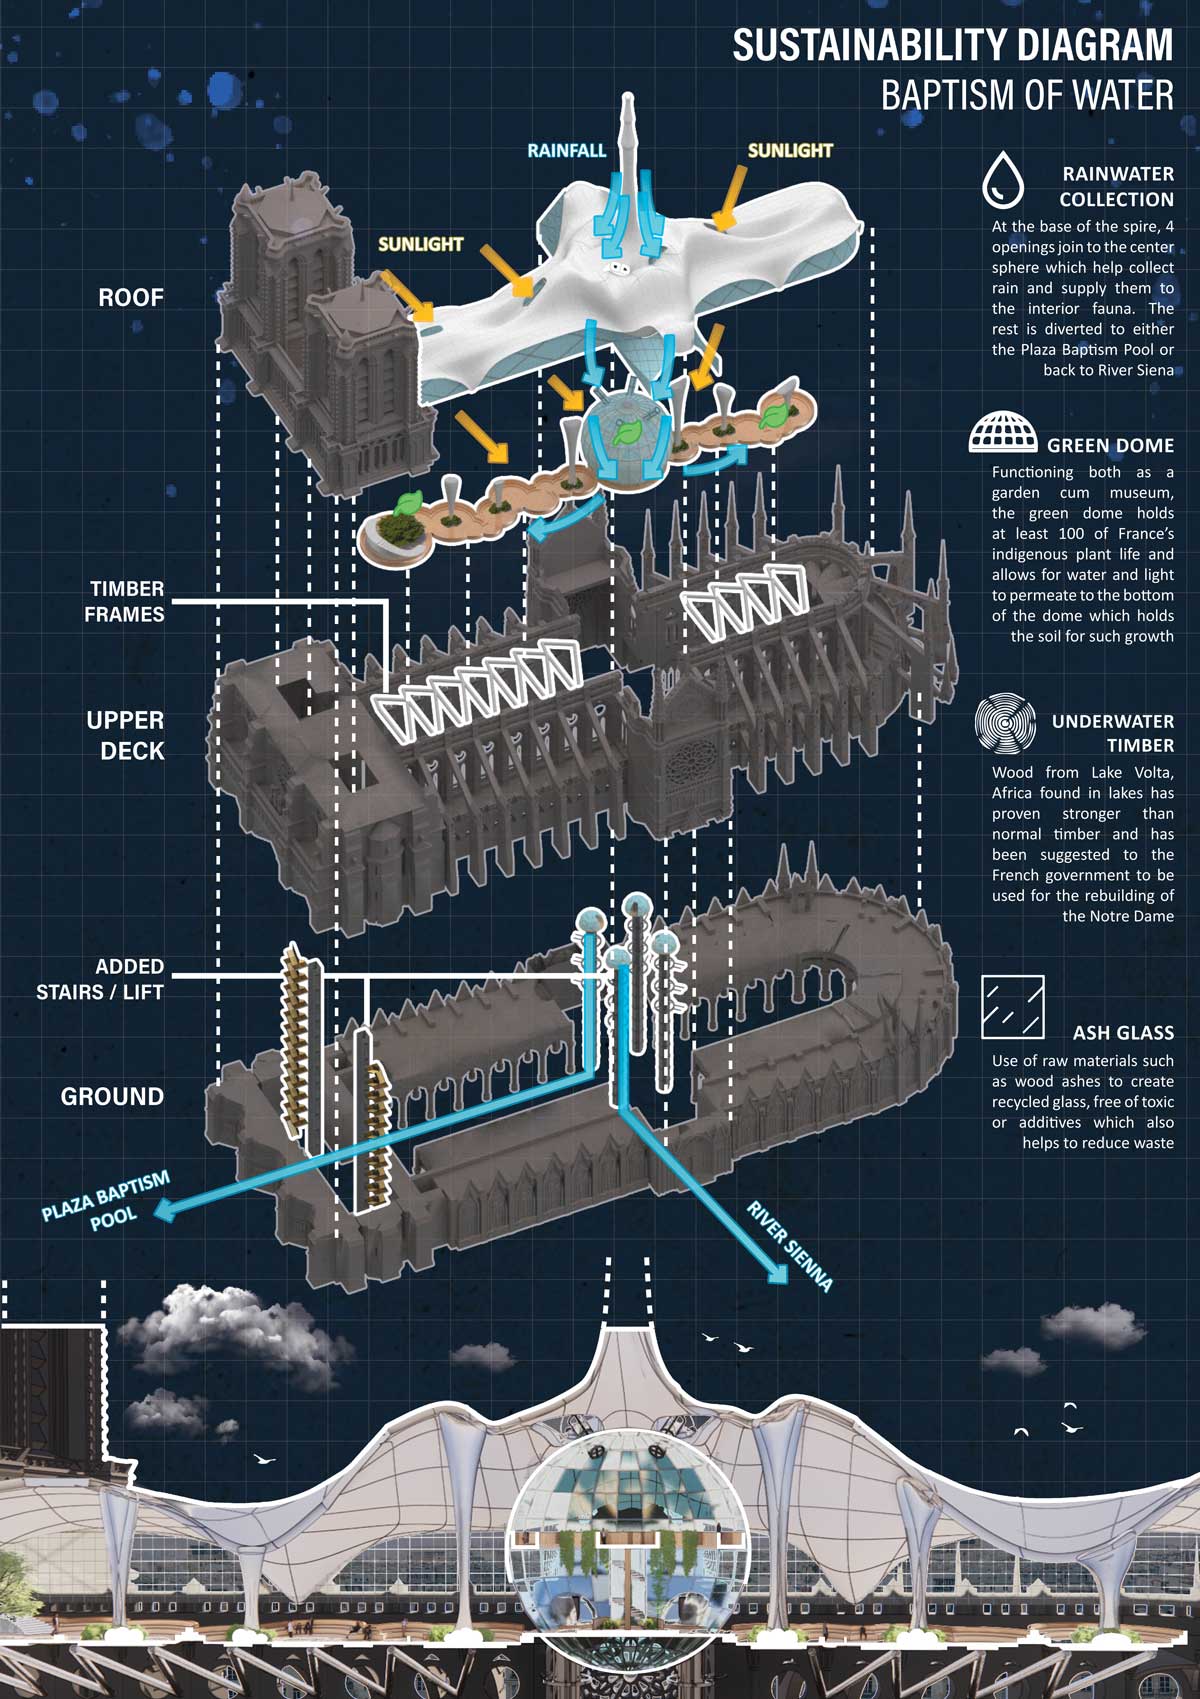 SUSTAINABILITY DIAGRAM
BAPTISM OF WATER
RAINFALL
SUNLIGHT
SUNLIGHT
ROOF
TIMBER
FRAMES
UPPER
DECK
ADDED
STAIRS / LIFT
GROUND
PLAZA BAPTISM
POOL
RIVER SIENNA
RAINWATER
COLLECTION
At the base of the spire, 4
openings join to the center
sphere which help collect
rain and supply them to
the interior fauna. The
rest is diverted to either
the Plaza Baptism Pool or
back to River Siena
GREEN DOME
Functioning both as a
garden cum museum,
the green dome holds
at least 100 of France's
indigenous plant life and
allows for water and light
to permeate to the bottom
of the dome which holds
the soil for such growth
UNDERWATER
TIMBER
Wood from Lake Volta,
Africa found in lakes has
proven stronger than
normal timber and has
been suggested to the
French government to be
used for the rebuilding of
the Notre Dame
ASH GLASS
Use of raw materials such
as wood ashes to create
recycled glass, free of toxic
or additives which also
helps to reduce waste